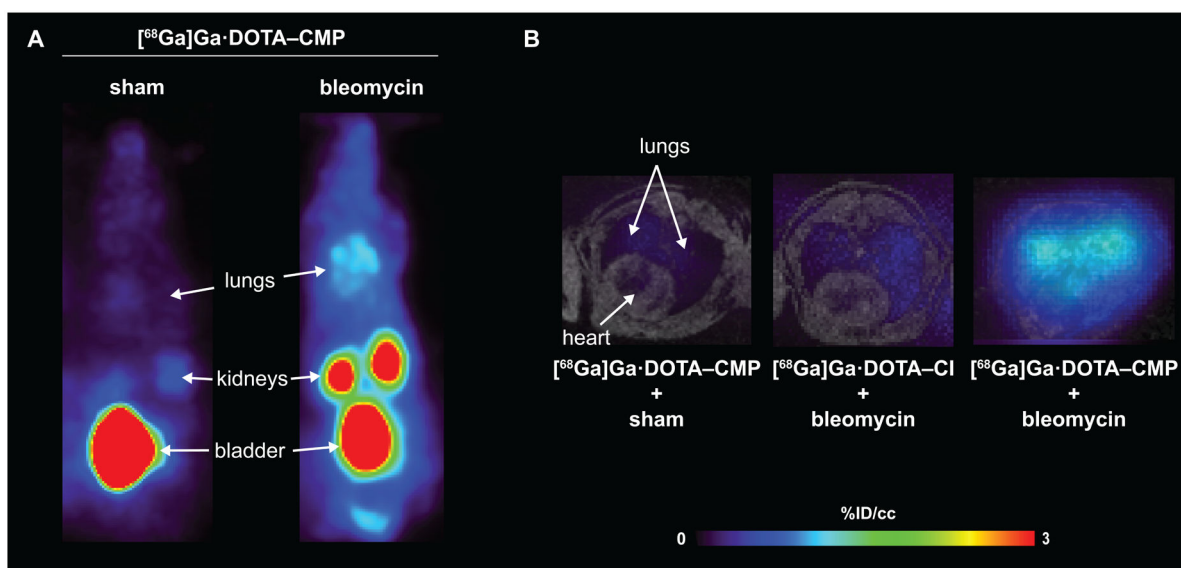 A
[⁶⁸Ga]Ga·DOTA–CMP
sham
bleomycin
lungs
kidneys
bladder
B
lungs
heart
[⁶⁸Ga]Ga·DOTA–CMP
+
sham
[⁶⁸Ga]Ga·DOTA–CI
+
bleomycin
[⁶⁸Ga]Ga·DOTA–CMP
+
bleomycin
%ID/cc
0
3